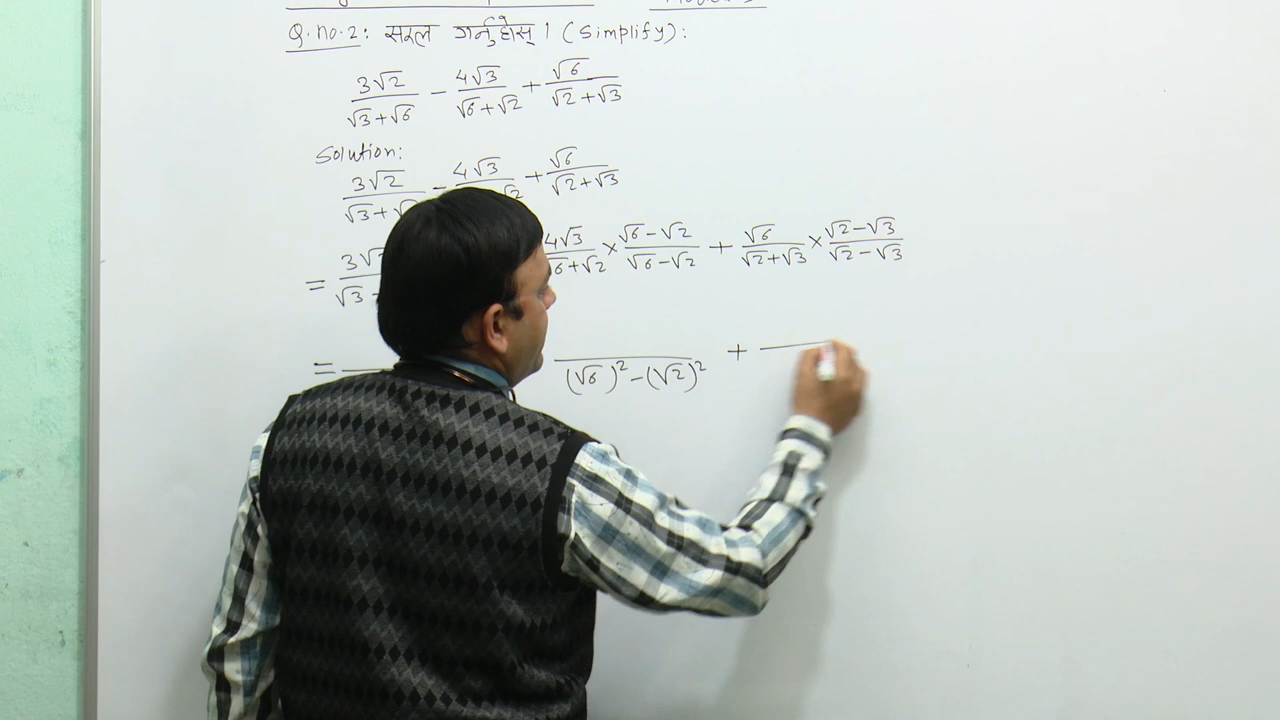 Q.no.2: सरल गर्नुहोस् । (Simplify):
3√2/(√3+√6) - 4√3/(√6+√2) + √6/(√2+√3)
Solution:
3√2/(√3+ - 4√3/ √2 + √6/(√2+√3)
= 3√ /√3 4√3/(√6+√2) × (√6-√2)/(√6-√2) + √6/(√2+√3) × (√2-√3)/(√2-√3)
= /((√6)²-(√2)²) +